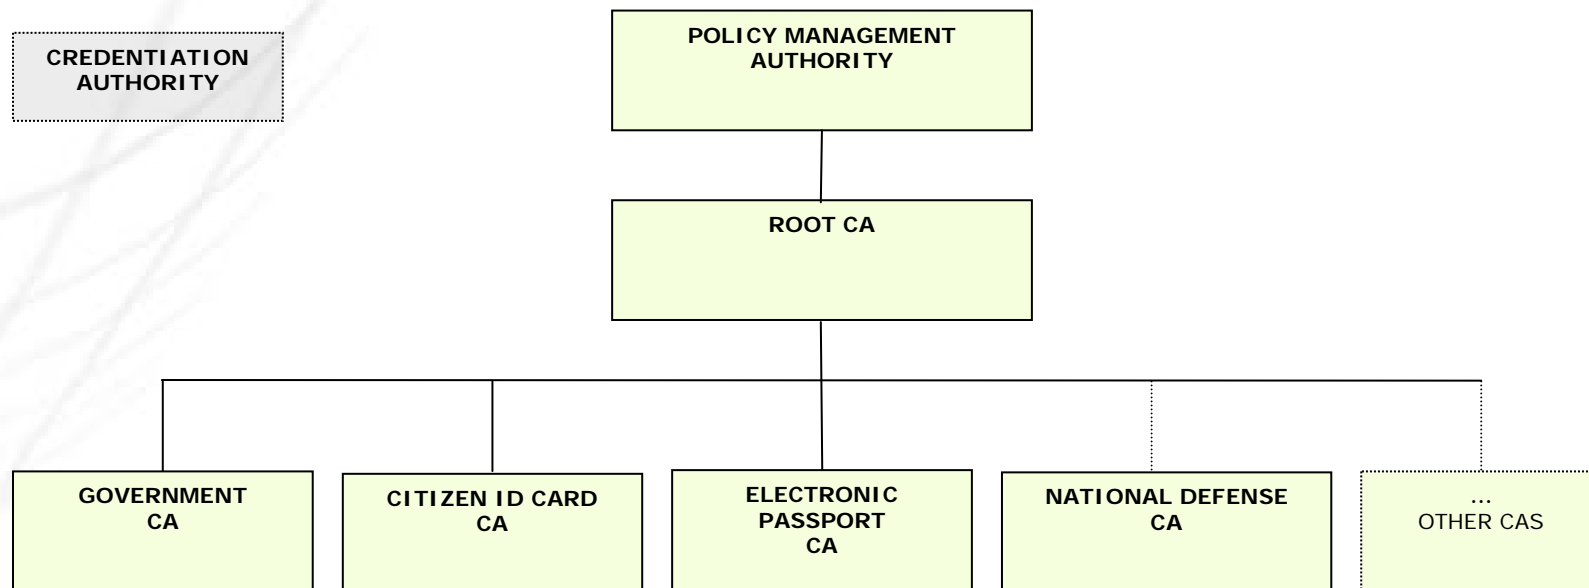 CREDENTIATION
AUTHORITY
POLICY MANAGEMENT
AUTHORITY
ROOT CA
GOVERNMENT
CA
CITIZEN ID CARD
CA
ELECTRONIC
PASSPORT
CA
NATIONAL DEFENSE
CA
...
OTHER CAS